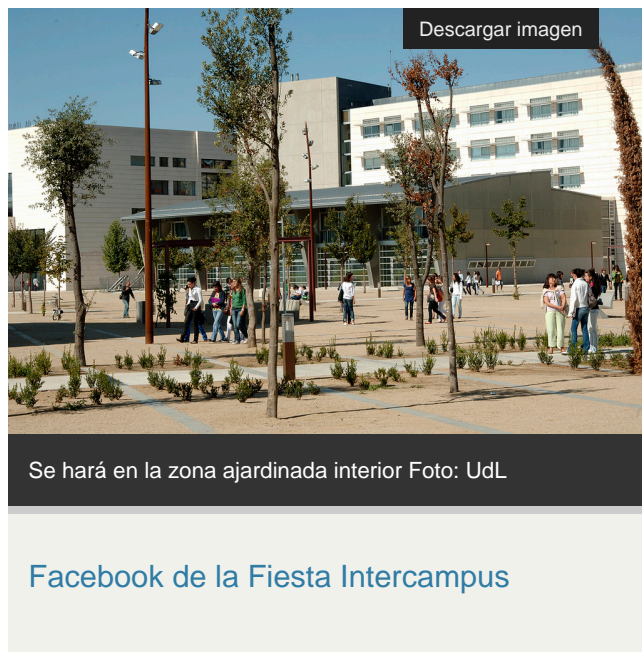 Descargar imagen
Se hará en la zona ajardinada interior Foto: UdL
Facebook de la Fiesta Intercampus